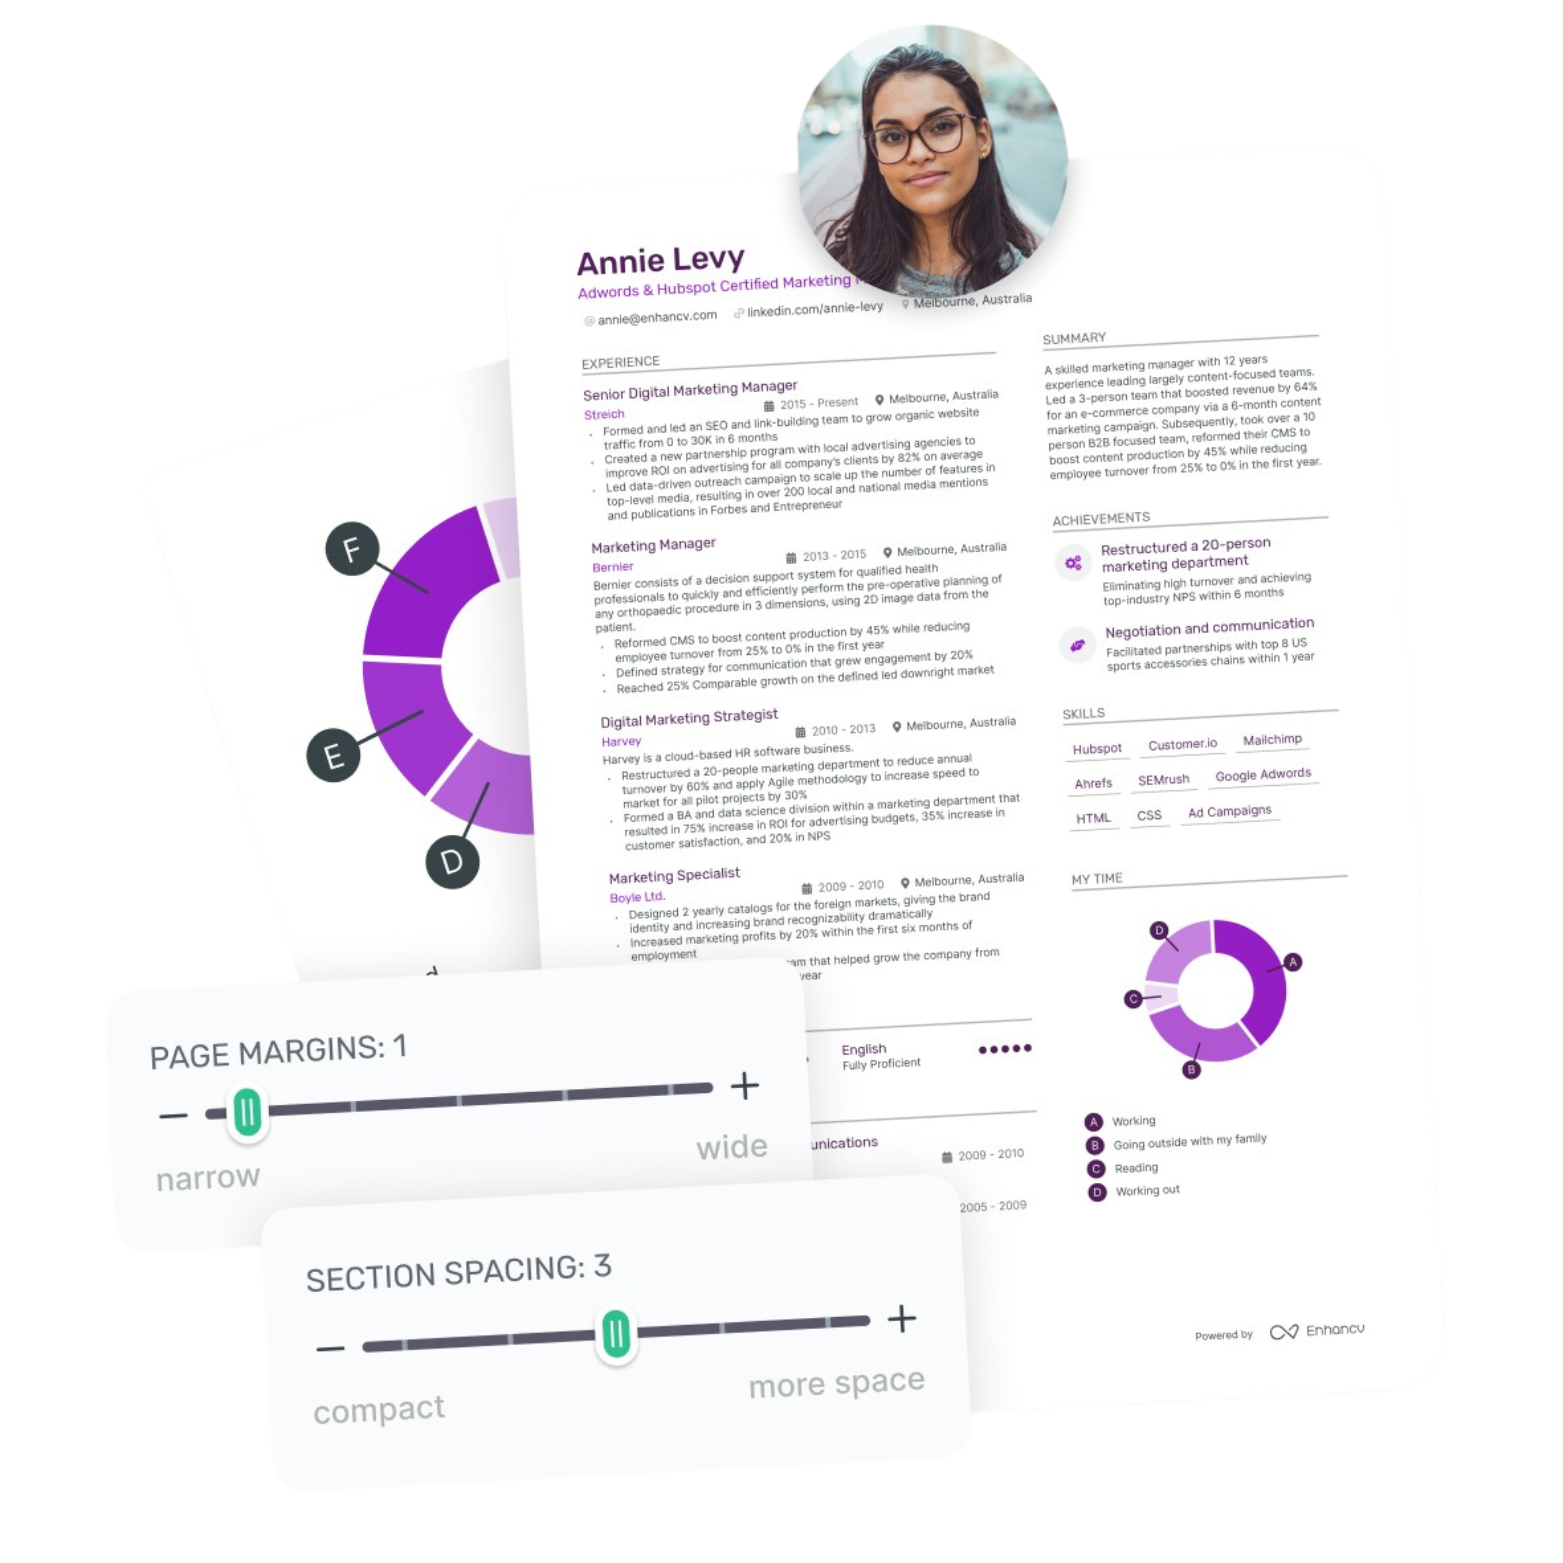 Annie Levy
Adwords & Hubspot Certified Marketing
@ annie@enhancv.com linkedin.com/annie-levy Melbourne, Australia
EXPERIENCE
Senior Digital Marketing Manager
Streich 2015 - Present Melbourne, Australia
• Formed and led an SEO and link-building team to grow organic website
traffic from 0 to 30K in 6 months
• Created a new partnership program with local advertising agencies to
improve ROI on advertising for all company's clients by 82% on average
• Led data-driven outreach campaign to scale up the number of features in
top-level media, resulting in over 200 local and national media mentions
and publications in Forbes and Entrepreneur
Marketing Manager
Bernier 2013 - 2015 Melbourne, Australia
Bernier consists of a decision support system for qualified health
professionals to quickly and efficiently perform the pre-operative planning of
any orthopaedic procedure in 3 dimensions, using 2D image data from the
patient.
• Reformed CMS to boost content production by 45% while reducing
employee turnover from 25% to 0% in the first year
• Defined strategy for communication that grew engagement by 20%
• Reached 25% Comparable growth on the defined led downright market
Digital Marketing Strategist
Harvey 2010 - 2013 Melbourne, Australia
Harvey is a cloud-based HR software business.
• Restructured a 20-people marketing department to reduce annual
turnover by 60% and apply Agile methodology to increase speed to
market for all pilot projects by 30%
• Formed a BA and data science division within a marketing department that
resulted in 75% increase in ROI for advertising budgets, 35% increase in
customer satisfaction, and 20% in NPS
Marketing Specialist
Boyle Ltd. 2009 - 2010 Melbourne, Australia
• Designed 2 yearly catalogs for the foreign markets, giving the brand
identity and increasing brand recognizability dramatically
• Increased marketing profits by 20% within the first six months of
employment
that helped grow the company from
year
English
Fully Proficient
2009 - 2010
2005 - 2009
SUMMARY
A skilled marketing manager with 12 years
experience leading largely content-focused teams.
Led a 3-person team that boosted revenue by 64%
for an e-commerce company via a 6-month content
marketing campaign. Subsequently, took over a 10
person B2B focused team, reformed their CMS to
boost content production by 45% while reducing
employee turnover from 25% to 0% in the first year.
ACHIEVEMENTS
Restructured a 20-person
marketing department
Eliminating high turnover and achieving
top-industry NPS within 6 months
Negotiation and communication
Facilitated partnerships with top 8 US
sports accessories chains within 1 year
SKILLS
Hubspot Customer.io Mailchimp
Ahrefs SEMrush Google Adwords
HTML CSS Ad Campaigns
MY TIME
D
A
C
B
A Working
B Going outside with my family
C Reading
D Working out
Powered by Enhancv
F
E
D
PAGE MARGINS: 1
− +
narrow wide
SECTION SPACING: 3
− +
compact more space